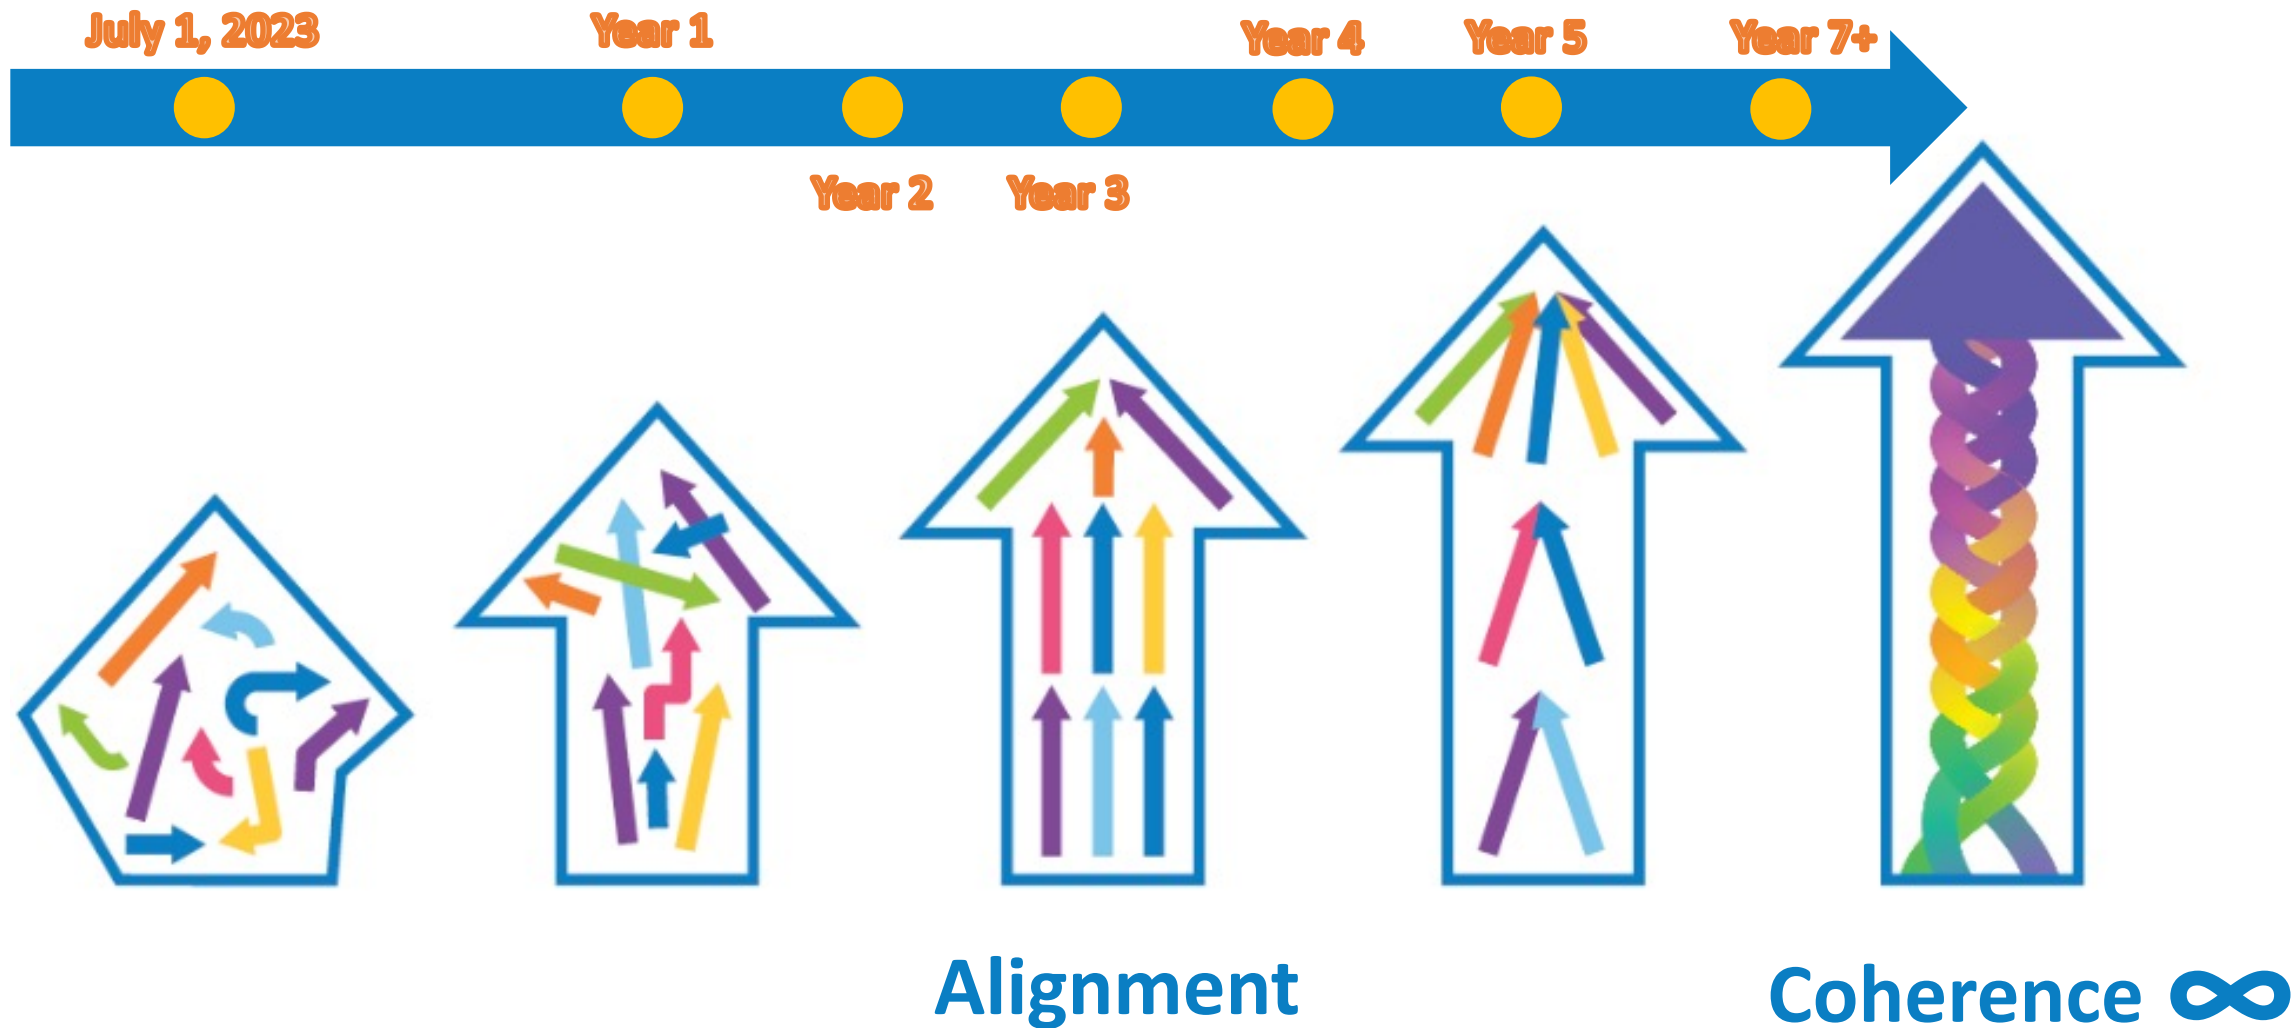 July 1, 2023
Year 1
Year 2
Year 3
Year 4
Year 5
Year 7+
Alignment
Coherence ∞